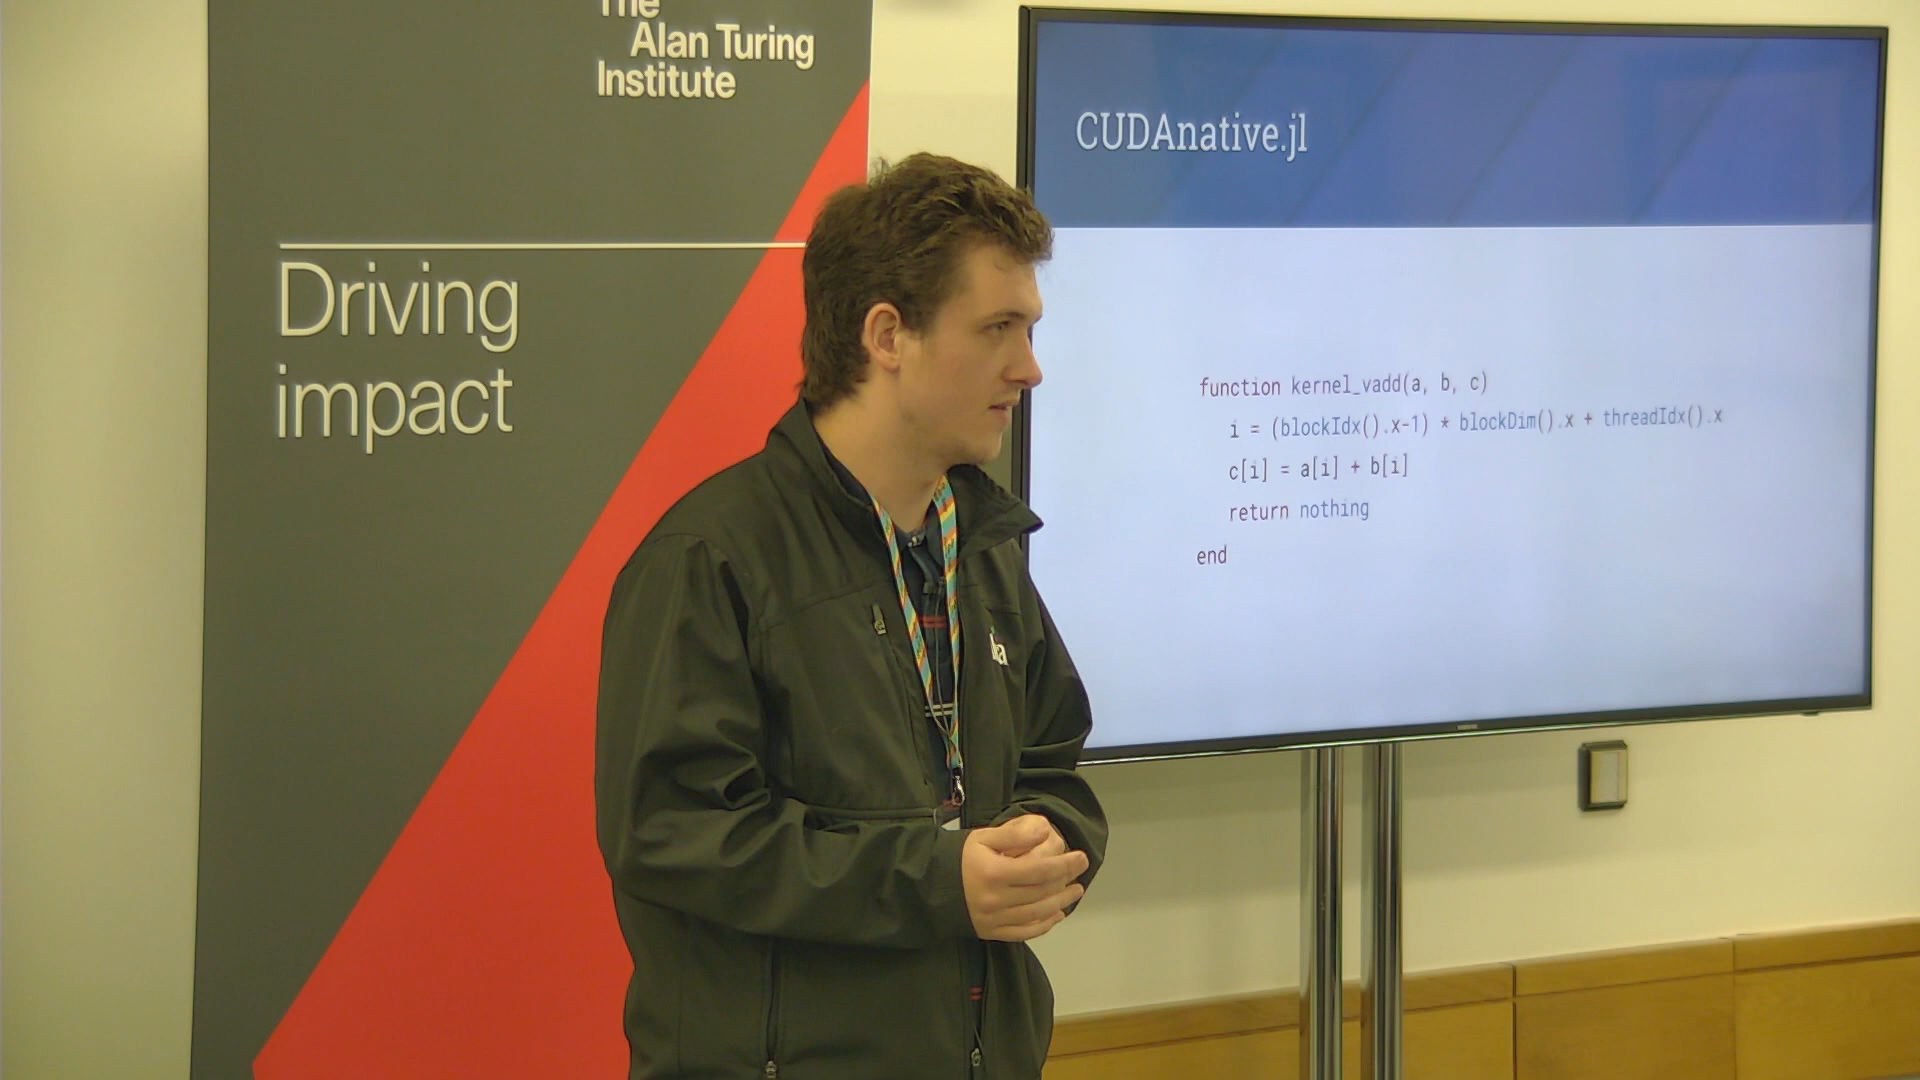 The
Alan Turing
Institute
Driving
impact
CUDAnative.jl
function kernel_vadd(a, b, c)
i = (blockIdx().x-1) * blockDim().x + threadIdx().x
c[i] = a[i] + b[i]
return nothing
end